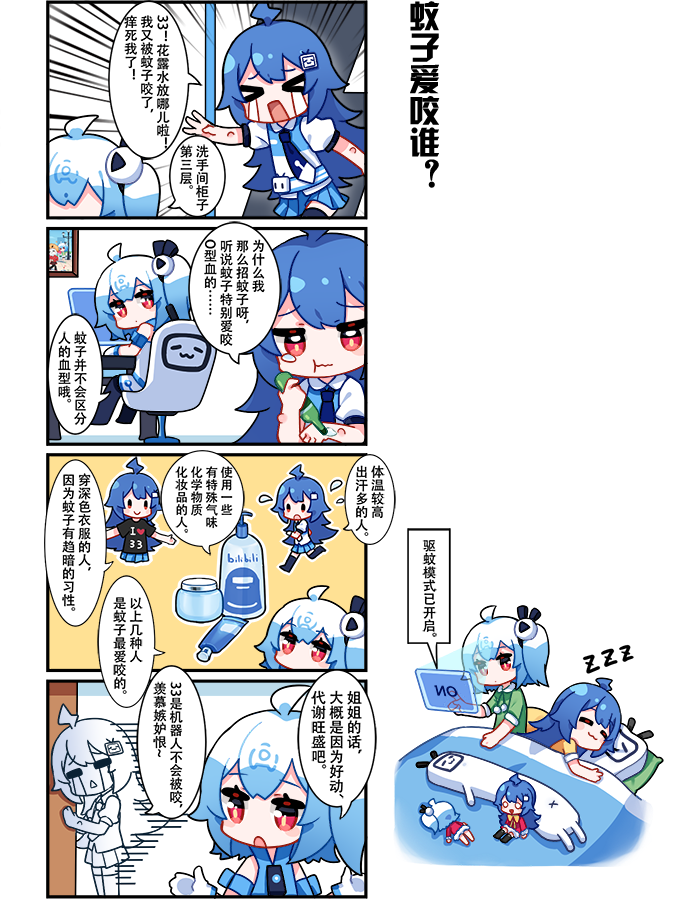 蚊子爱咬谁？
33！花露水放哪儿啦！
我又被蚊子咬了，
痒死我了！
洗手间柜子
第三层。
为什么我
那么招蚊子呀，
听说蚊子特别爱咬
O型血的……
蚊子并不会区分
人的血型哦。
体温较高
出汗多的人。
使用一些
有特殊气味
化学物质
化妆品的人。
bilibili
I ❤
33
穿深色衣服的人，
因为蚊子有趋暗的习性。
以上几种人
是蚊子最爱咬的。
姐姐的话，
大概是因为好动、
代谢旺盛吧。
33是机器人不会被咬，
羡慕嫉妒恨~
驱蚊模式已开启。
ON
ZZZ